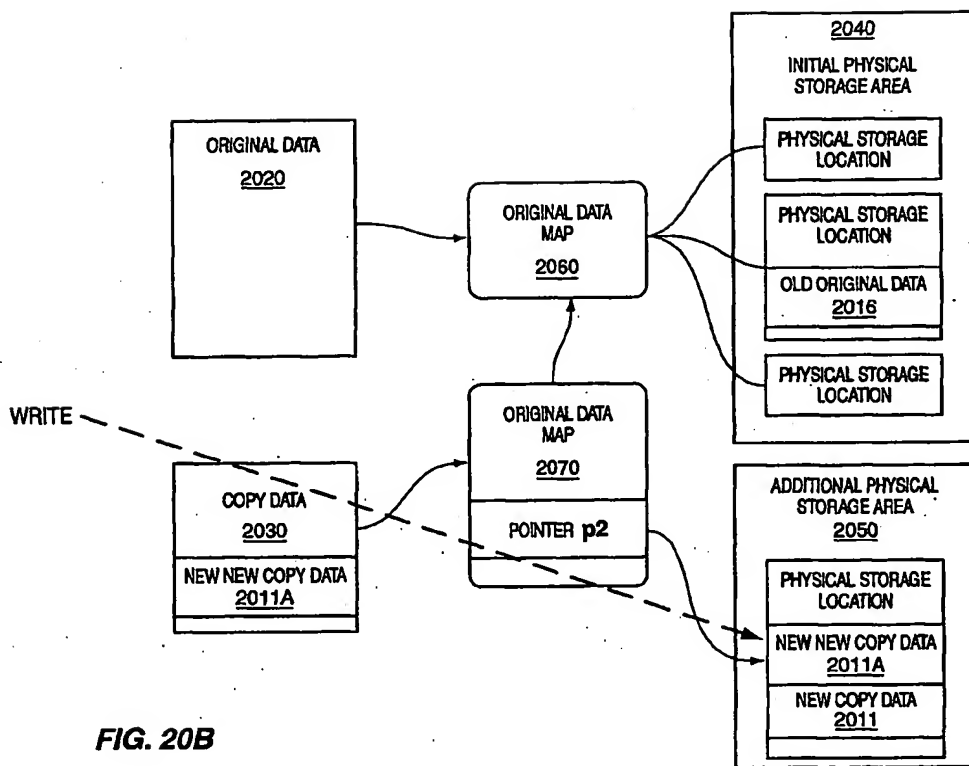 2040
INITIAL PHYSICAL
STORAGE AREA
PHYSICAL STORAGE
LOCATION
PHYSICAL STORAGE
LOCATION
OLD ORIGINAL DATA
2016
PHYSICAL STORAGE
LOCATION
ORIGINAL DATA
2020
ORIGINAL DATA
MAP
2060
WRITE
COPY DATA
2030
NEW NEW COPY DATA
2011A
ORIGINAL DATA
MAP
2070
POINTER p2
ADDITIONAL PHYSICAL
STORAGE AREA
2050
PHYSICAL STORAGE
LOCATION
NEW NEW COPY DATA
2011A
NEW COPY DATA
2011
FIG. 20B